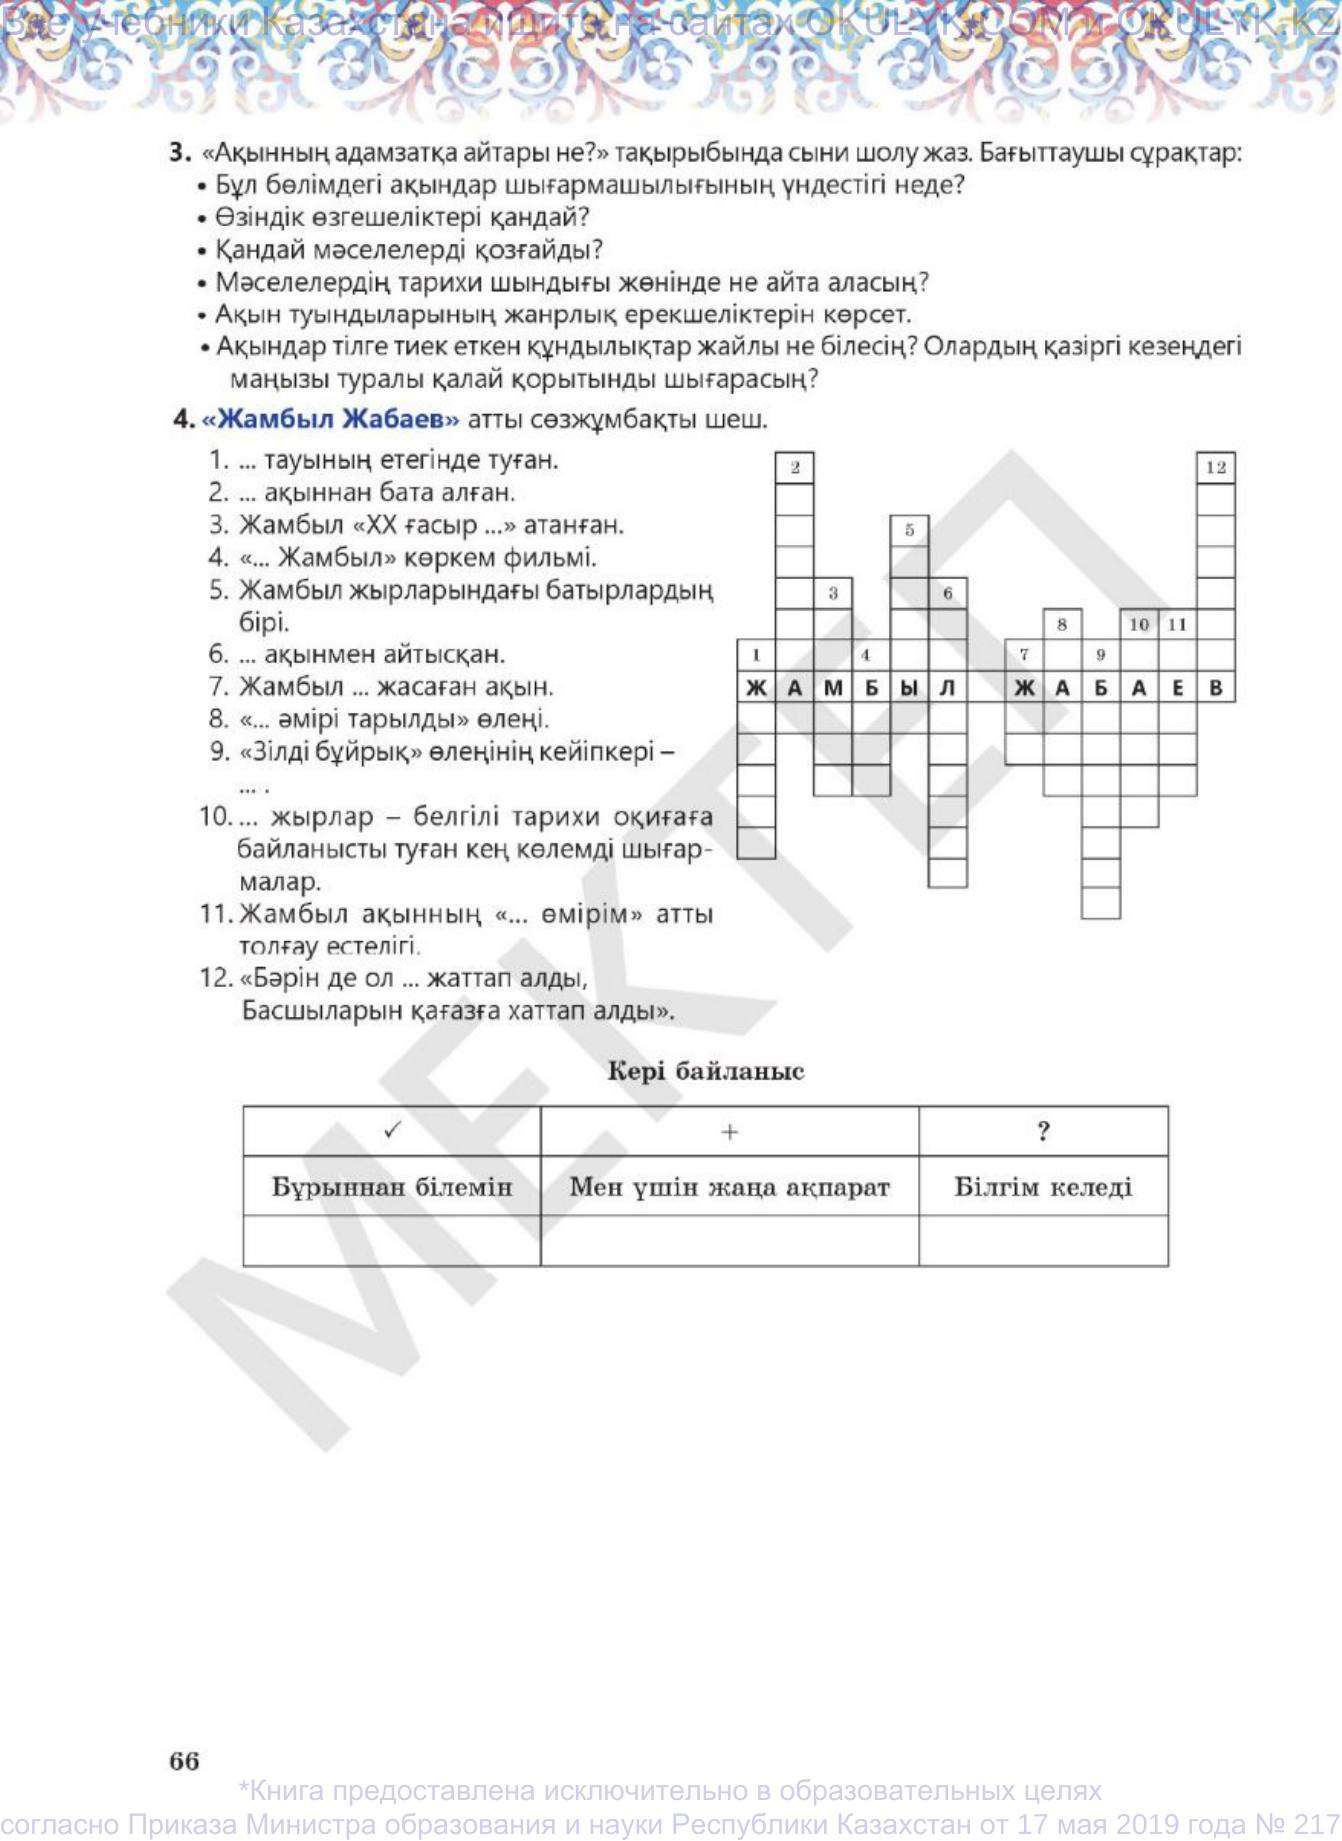 Все учебники Казахстана ищите на сайтах OKULYK.COM и OKULYK.KZ
3. «Ақынның адамзатқа айтары не?» тақырыбында сыни шолу жаз. Бағыттаушы сұрақтар:
• Бұл бөлімдегі ақындар шығармашылығының үндестігі неде?
• Өзіндік өзгешеліктері қандай?
• Қандай мәселелерді қозғайды?
• Мәселелердің тарихи шындығы жөнінде не айта аласың?
• Ақын туындыларының жанрлық ерекшеліктерін көрсет.
• Ақындар тілге тиек еткен құндылықтар жайлы не білесің? Олардың қазіргі кезеңдегі
маңызы туралы қалай қорытынды шығарасың?
4. «Жамбыл Жабаев» атты сөзжұмбақты шеш.
1. ... тауының етегінде туған.
2. ... ақыннан бата алған.
3. Жамбыл «XX ғасыр ...» атанған.
4. «... Жамбыл» көркем фильмі.
5. Жамбыл жырларындағы батырлардың
бірі.
6. ... ақынмен айтысқан.
7. Жамбыл ... жасаған ақын.
8. «... әмірі тарылды» өлеңі.
9. «Зілді бұйрық» өлеңінің кейіпкері –
... .
10. ... жырлар – белгілі тарихи оқиғаға
байланысты туған кең көлемді шығар-
малар.
11. Жамбыл ақынның «... өмірім» атты
толғау естелігі.
12. «Бәрін де ол ... жаттап алды,
Басшыларын қағазға хаттап алды».
2 12
5
3 6
8 10 11
1 4 7 9
Ж А М Б Ы Л Ж А Б А Е В
МЕКТЕП
Кері байланыс
✓ + ?
Бұрыннан білемін Мен үшін жаңа ақпарат Білгім келеді
66
*Книга предоставлена исключительно в образовательных целях
согласно Приказа Министра образования и науки Республики Казахстан от 17 мая 2019 года № 217